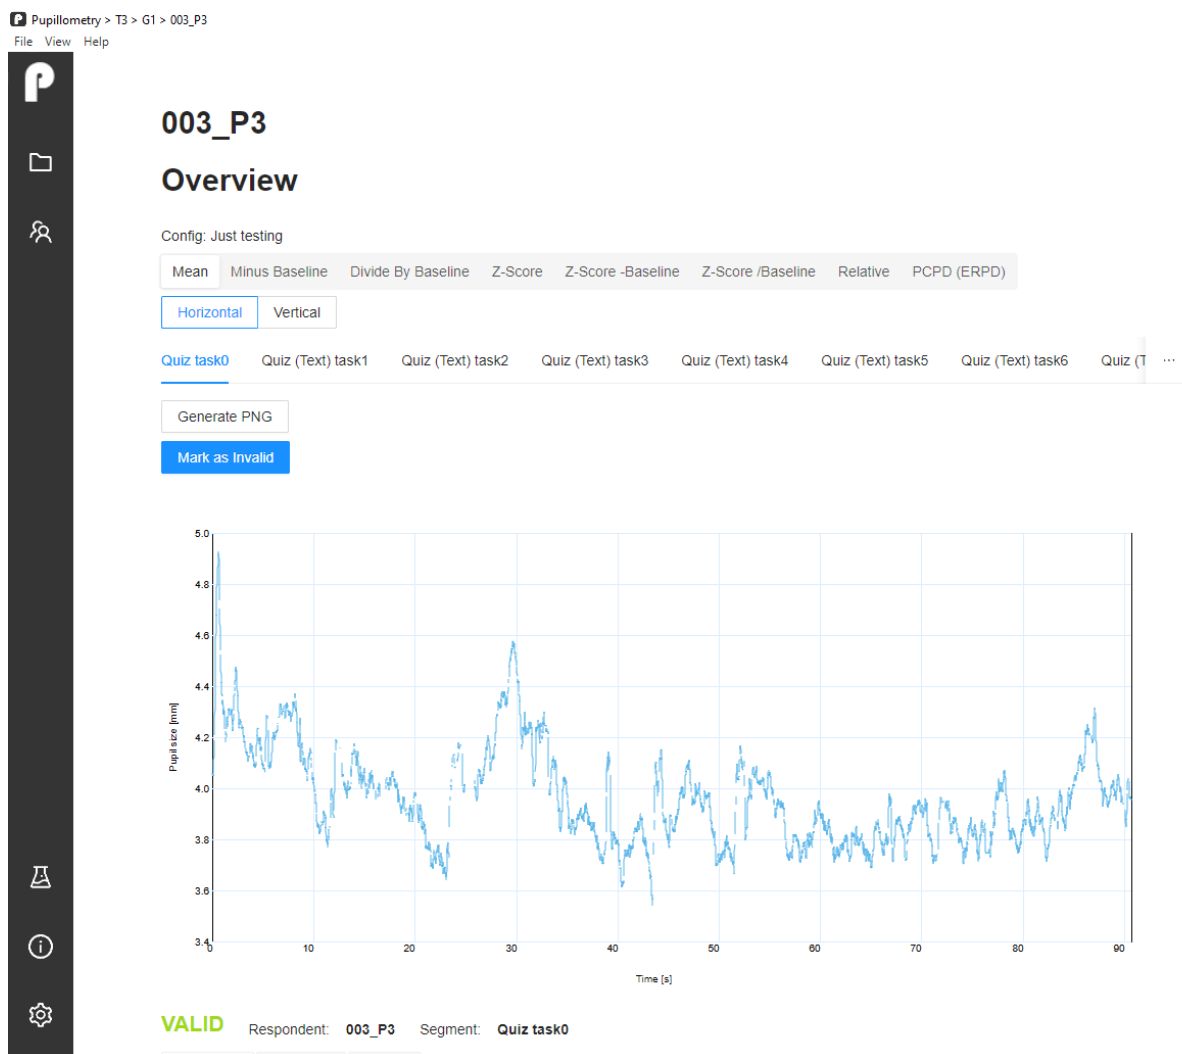 Pupillometry > T3 > G1 > 003_P3
File View Help
003_P3
Overview
Config: Just testing
Mean Minus Baseline Divide By Baseline Z-Score Z-Score -Baseline Z-Score /Baseline Relative PCPD (ERPD)
Horizontal Vertical
Quiz task0 Quiz (Text) task1 Quiz (Text) task2 Quiz (Text) task3 Quiz (Text) task4 Quiz (Text) task5 Quiz (Text) task6 Quiz (T ...
Generate PNG
Mark as Invalid
5.0
4.8
4.6
4.4
4.2
4.0
3.8
3.6
3.4
Pupil size [mm]
0 10 20 30 40 50 60 70 80 90
Time [s]
VALID Respondent: 003_P3 Segment: Quiz task0